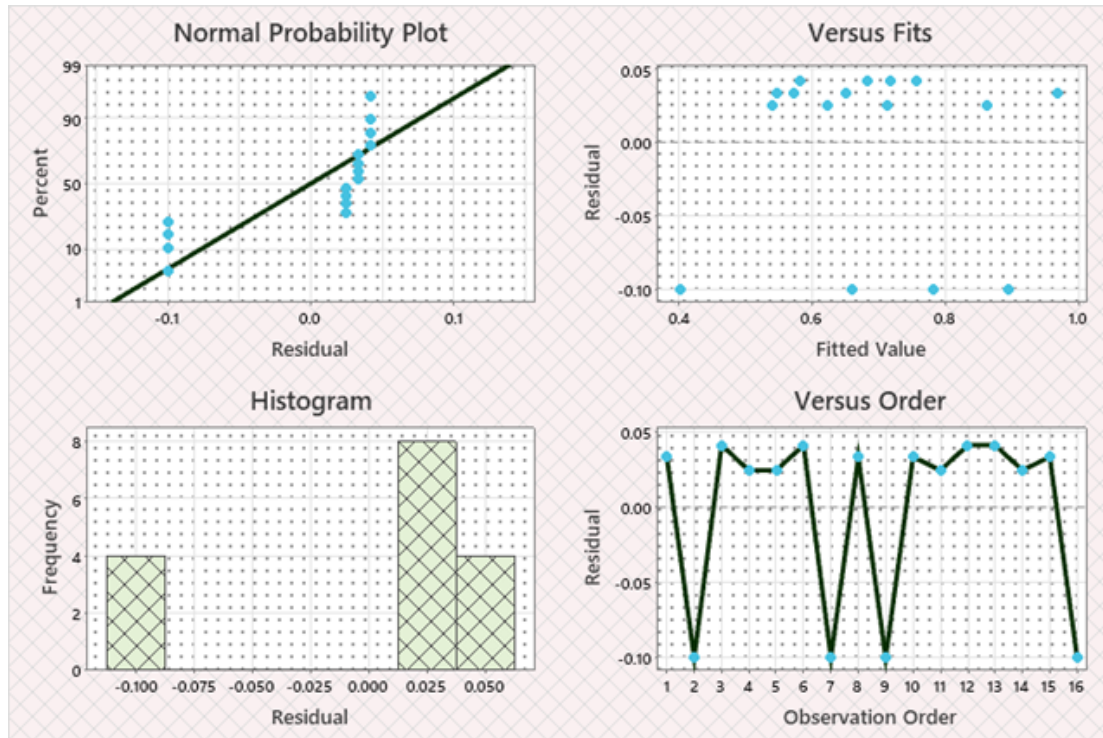 Normal Probability Plot
99
90
50
10
1
Percent
-0.1
0.0
0.1
Residual
Versus Fits
0.05
0.00
-0.05
-0.10
Residual
0.4
0.6
0.8
1.0
Fitted Value
Histogram
8
6
4
2
0
Frequency
-0.100
-0.075
-0.050
-0.025
0.000
0.025
0.050
Residual
Versus Order
0.05
0.00
-0.05
-0.10
Residual
1 2 3 4 5 6 7 8 9 10 11 12 13 14 15 16
Observation Order